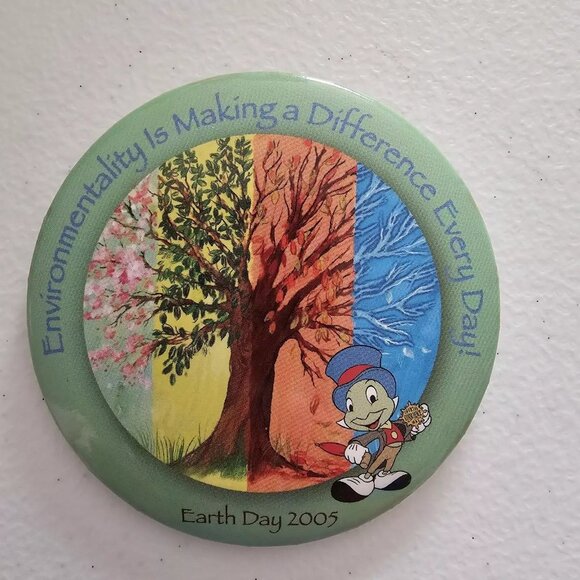 Environmentality Is Making a Difference Every Day!
Earth Day 2005